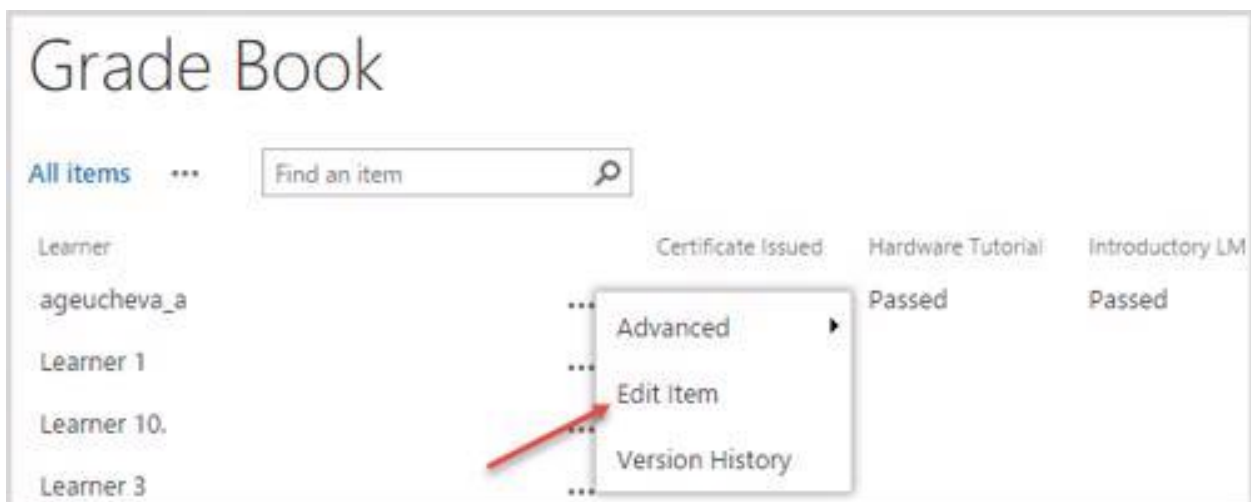 Grade Book
All items ••• Find an item
Learner Certificate Issued Hardware Tutorial Introductory LM
ageucheva_a ••• Passed Passed
Advanced
Learner 1 •••
Edit Item
Learner 10. •••
Version History
Learner 3 •••